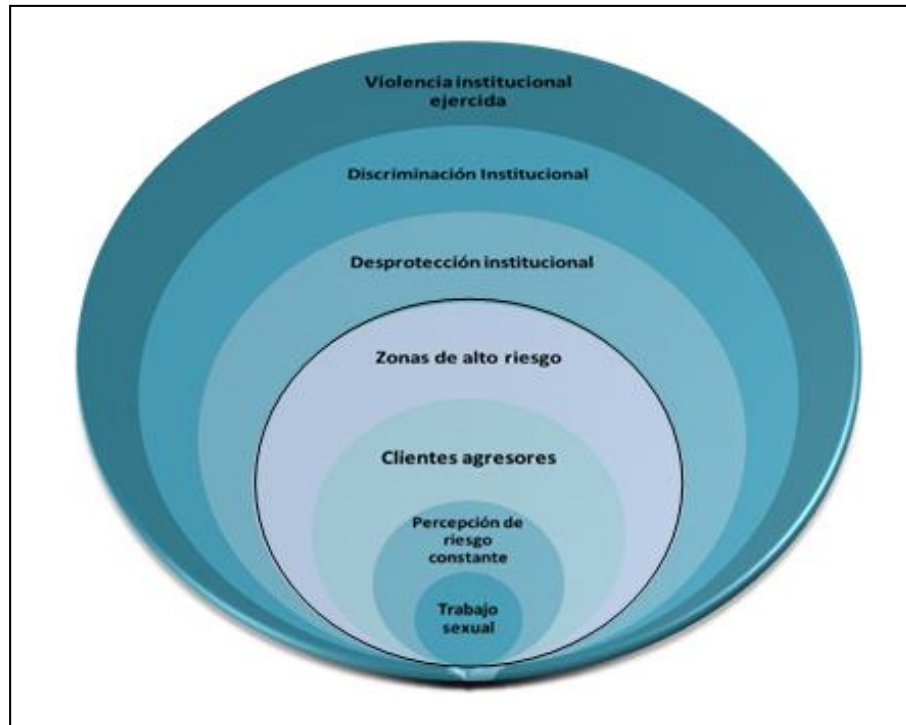 Violencia institucional
ejercida
Discriminación Institucional
Desprotección institucional
Zonas de alto riesgo
Clientes agresores
Percepción de
riesgo
constante
Trabajo
sexual